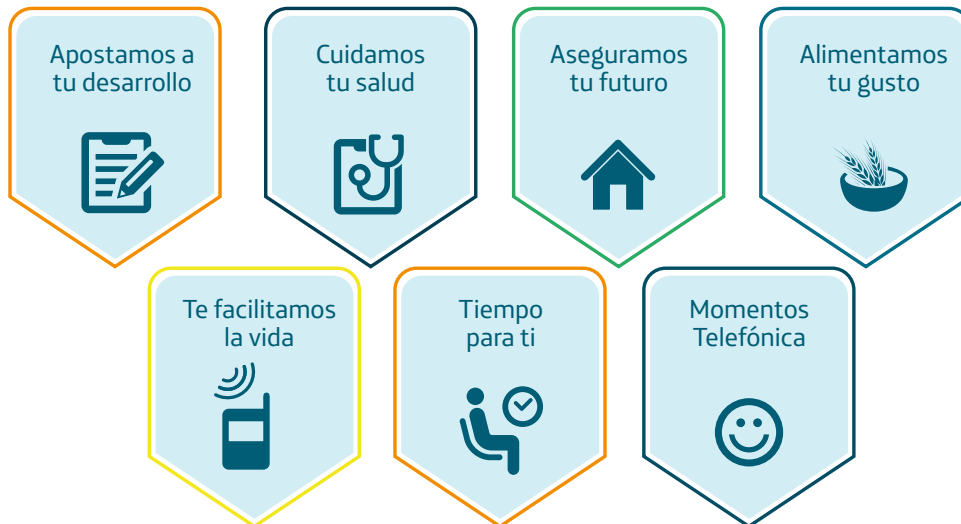 Apostamos a
tu desarrollo
Cuidamos
tu salud
Aseguramos
tu futuro
Alimentamos
tu gusto
Te facilitamos
la vida
Tiempo
para ti
Momentos
Telefónica